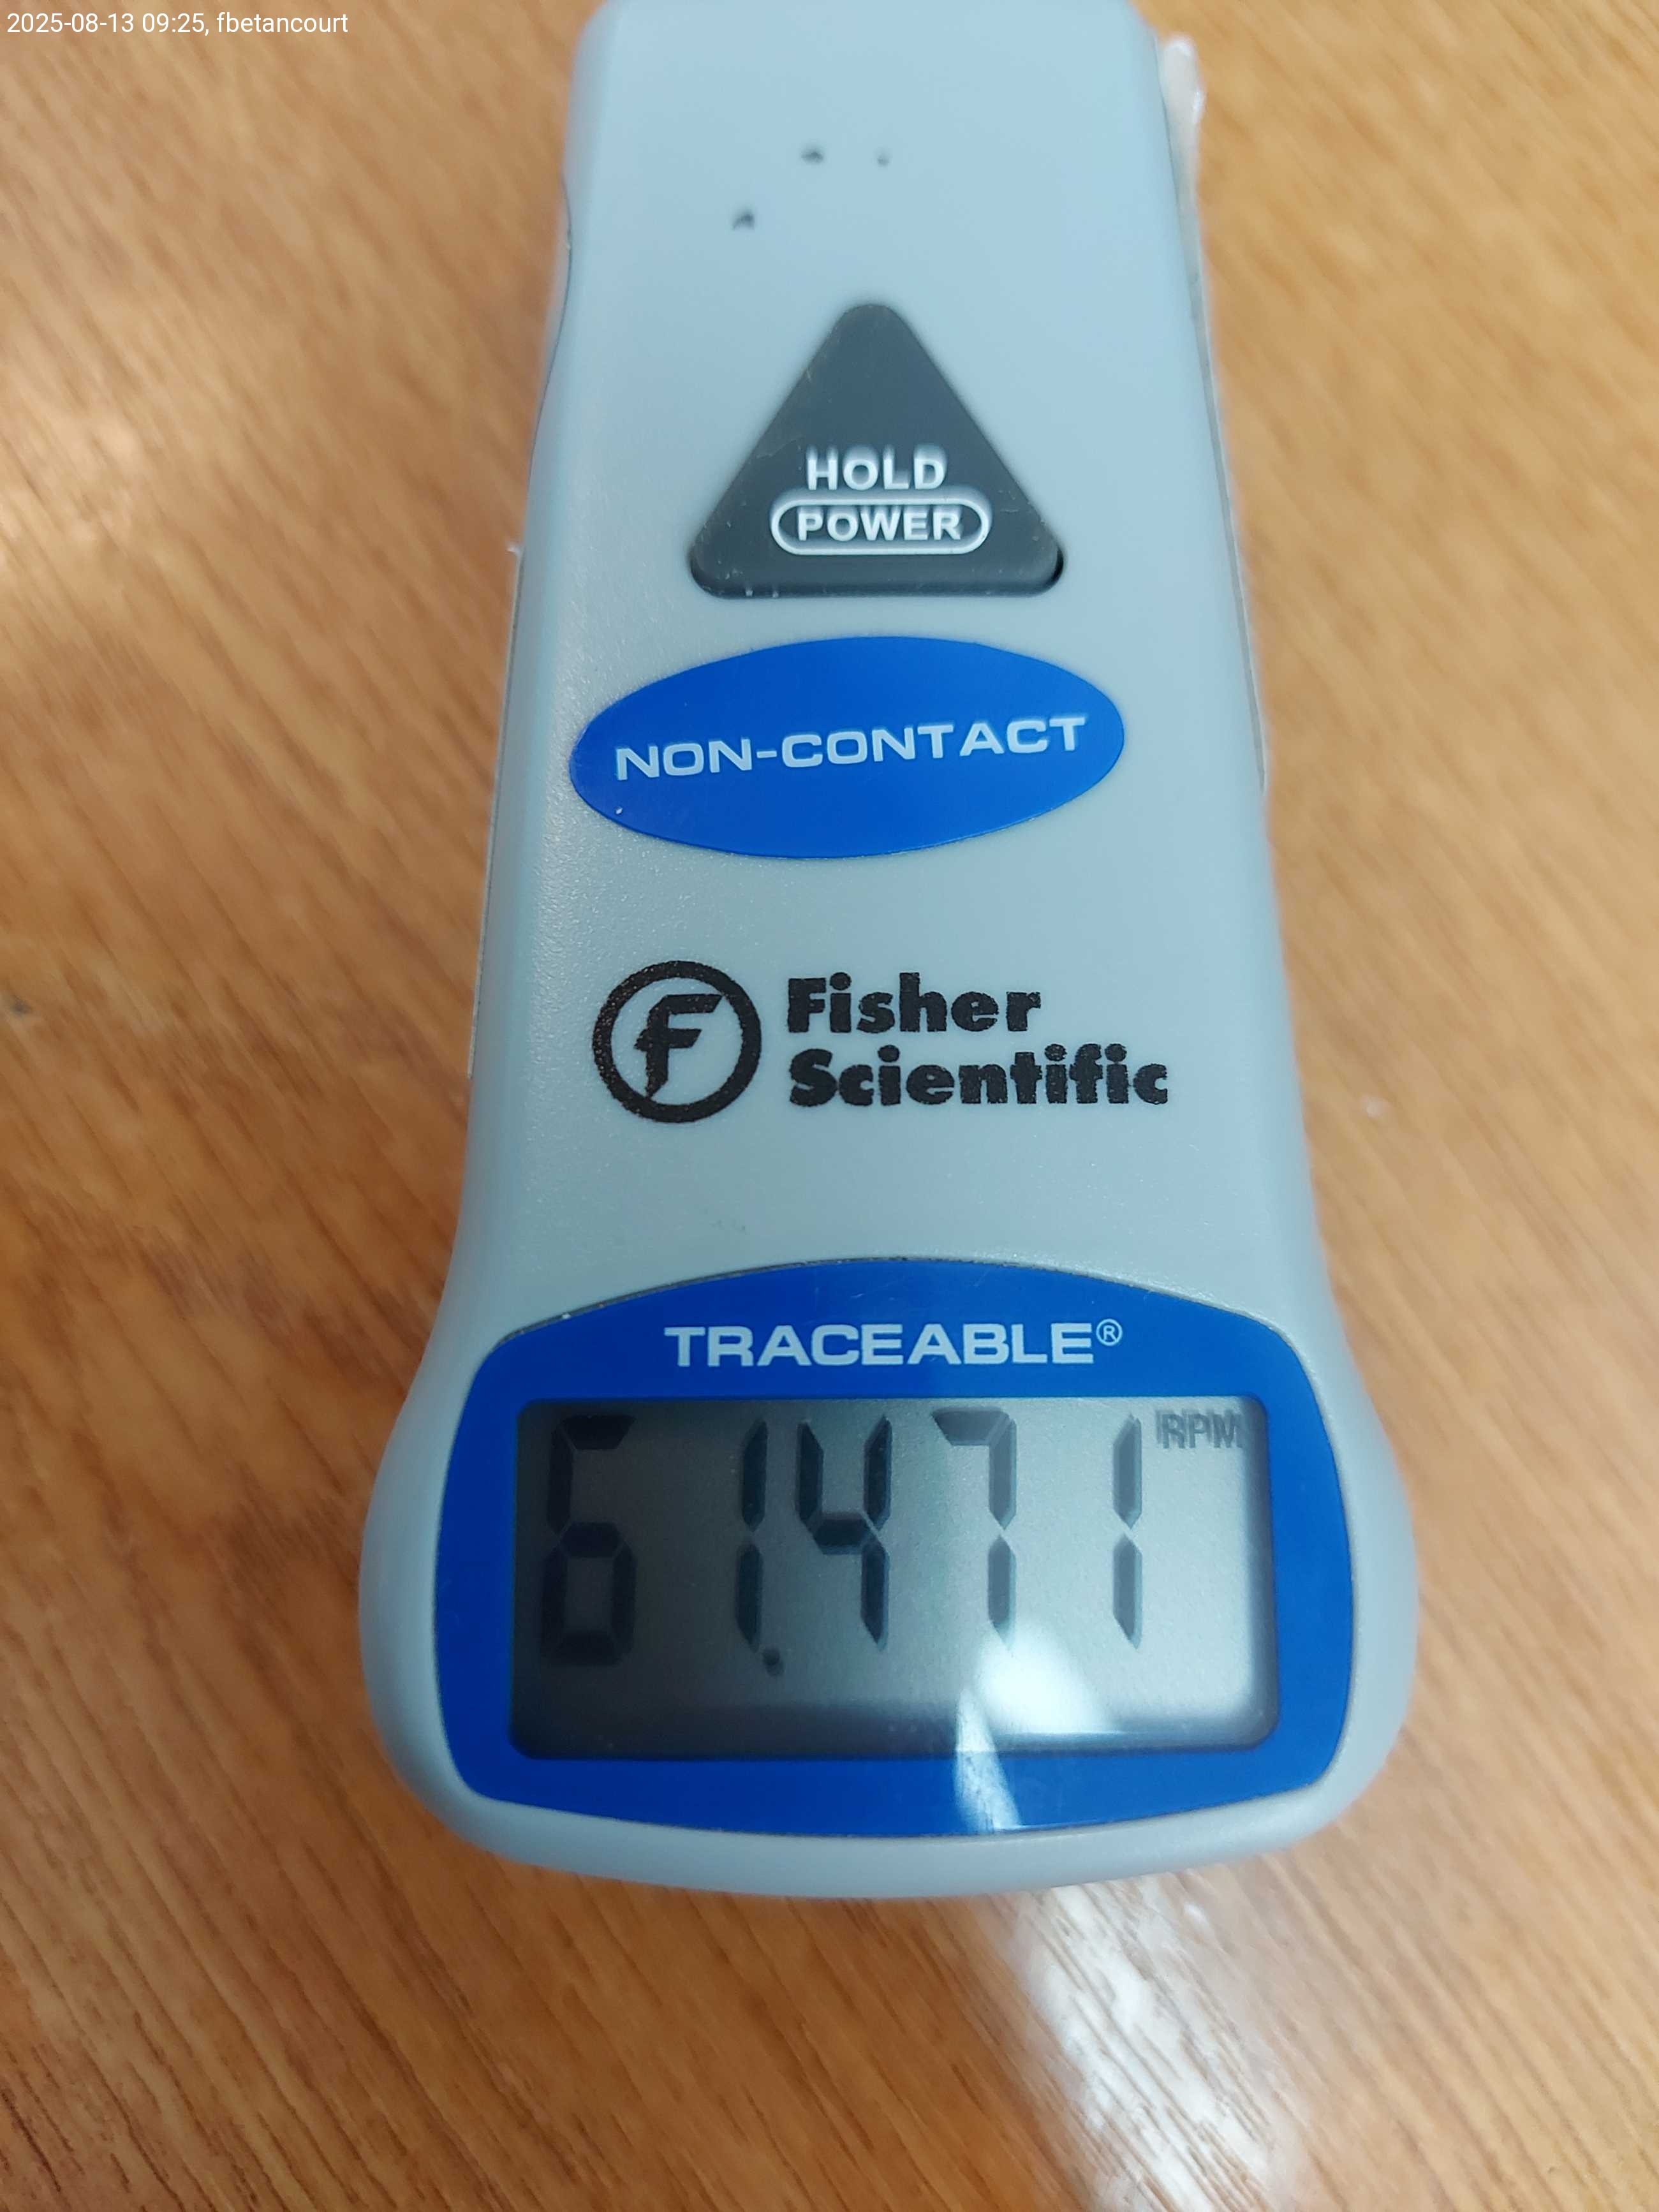 2025-08-13 09:25, fbetancourt
HOLD
POWER
NON-CONTACT
F Fisher
Scientific
TRACEABLE®
61.471 RPM